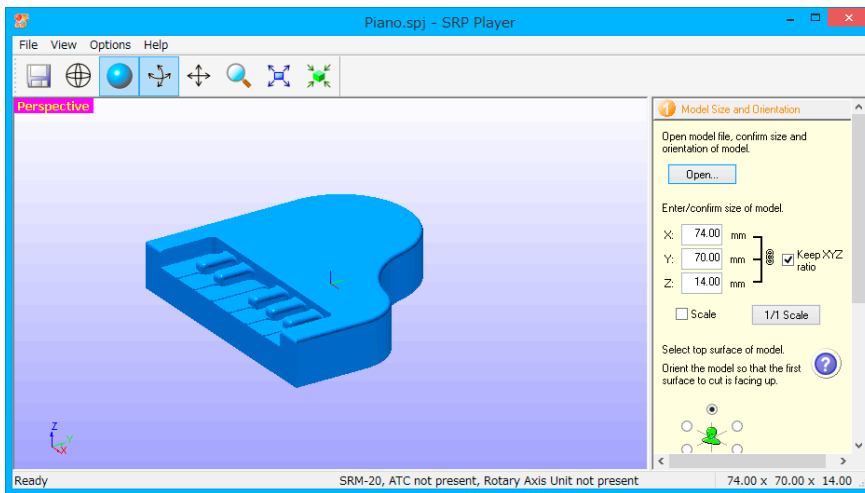 Piano.spj - SRP Player
File View Options Help
Perspective
1 Model Size and Orientation
Open model file, confirm size and
orientation of model.
Open...
Enter/confirm size of model.
X: 74.00 mm
Y: 70.00 mm
Keep XYZ
ratio
Z: 14.00 mm
Scale 1/1 Scale
Select top surface of model.
Orient the model so that the first
surface to cut is facing up.
?
Z
Y
X
Ready SRM-20, ATC not present, Rotary Axis Unit not present 74.00 x 70.00 x 14.00